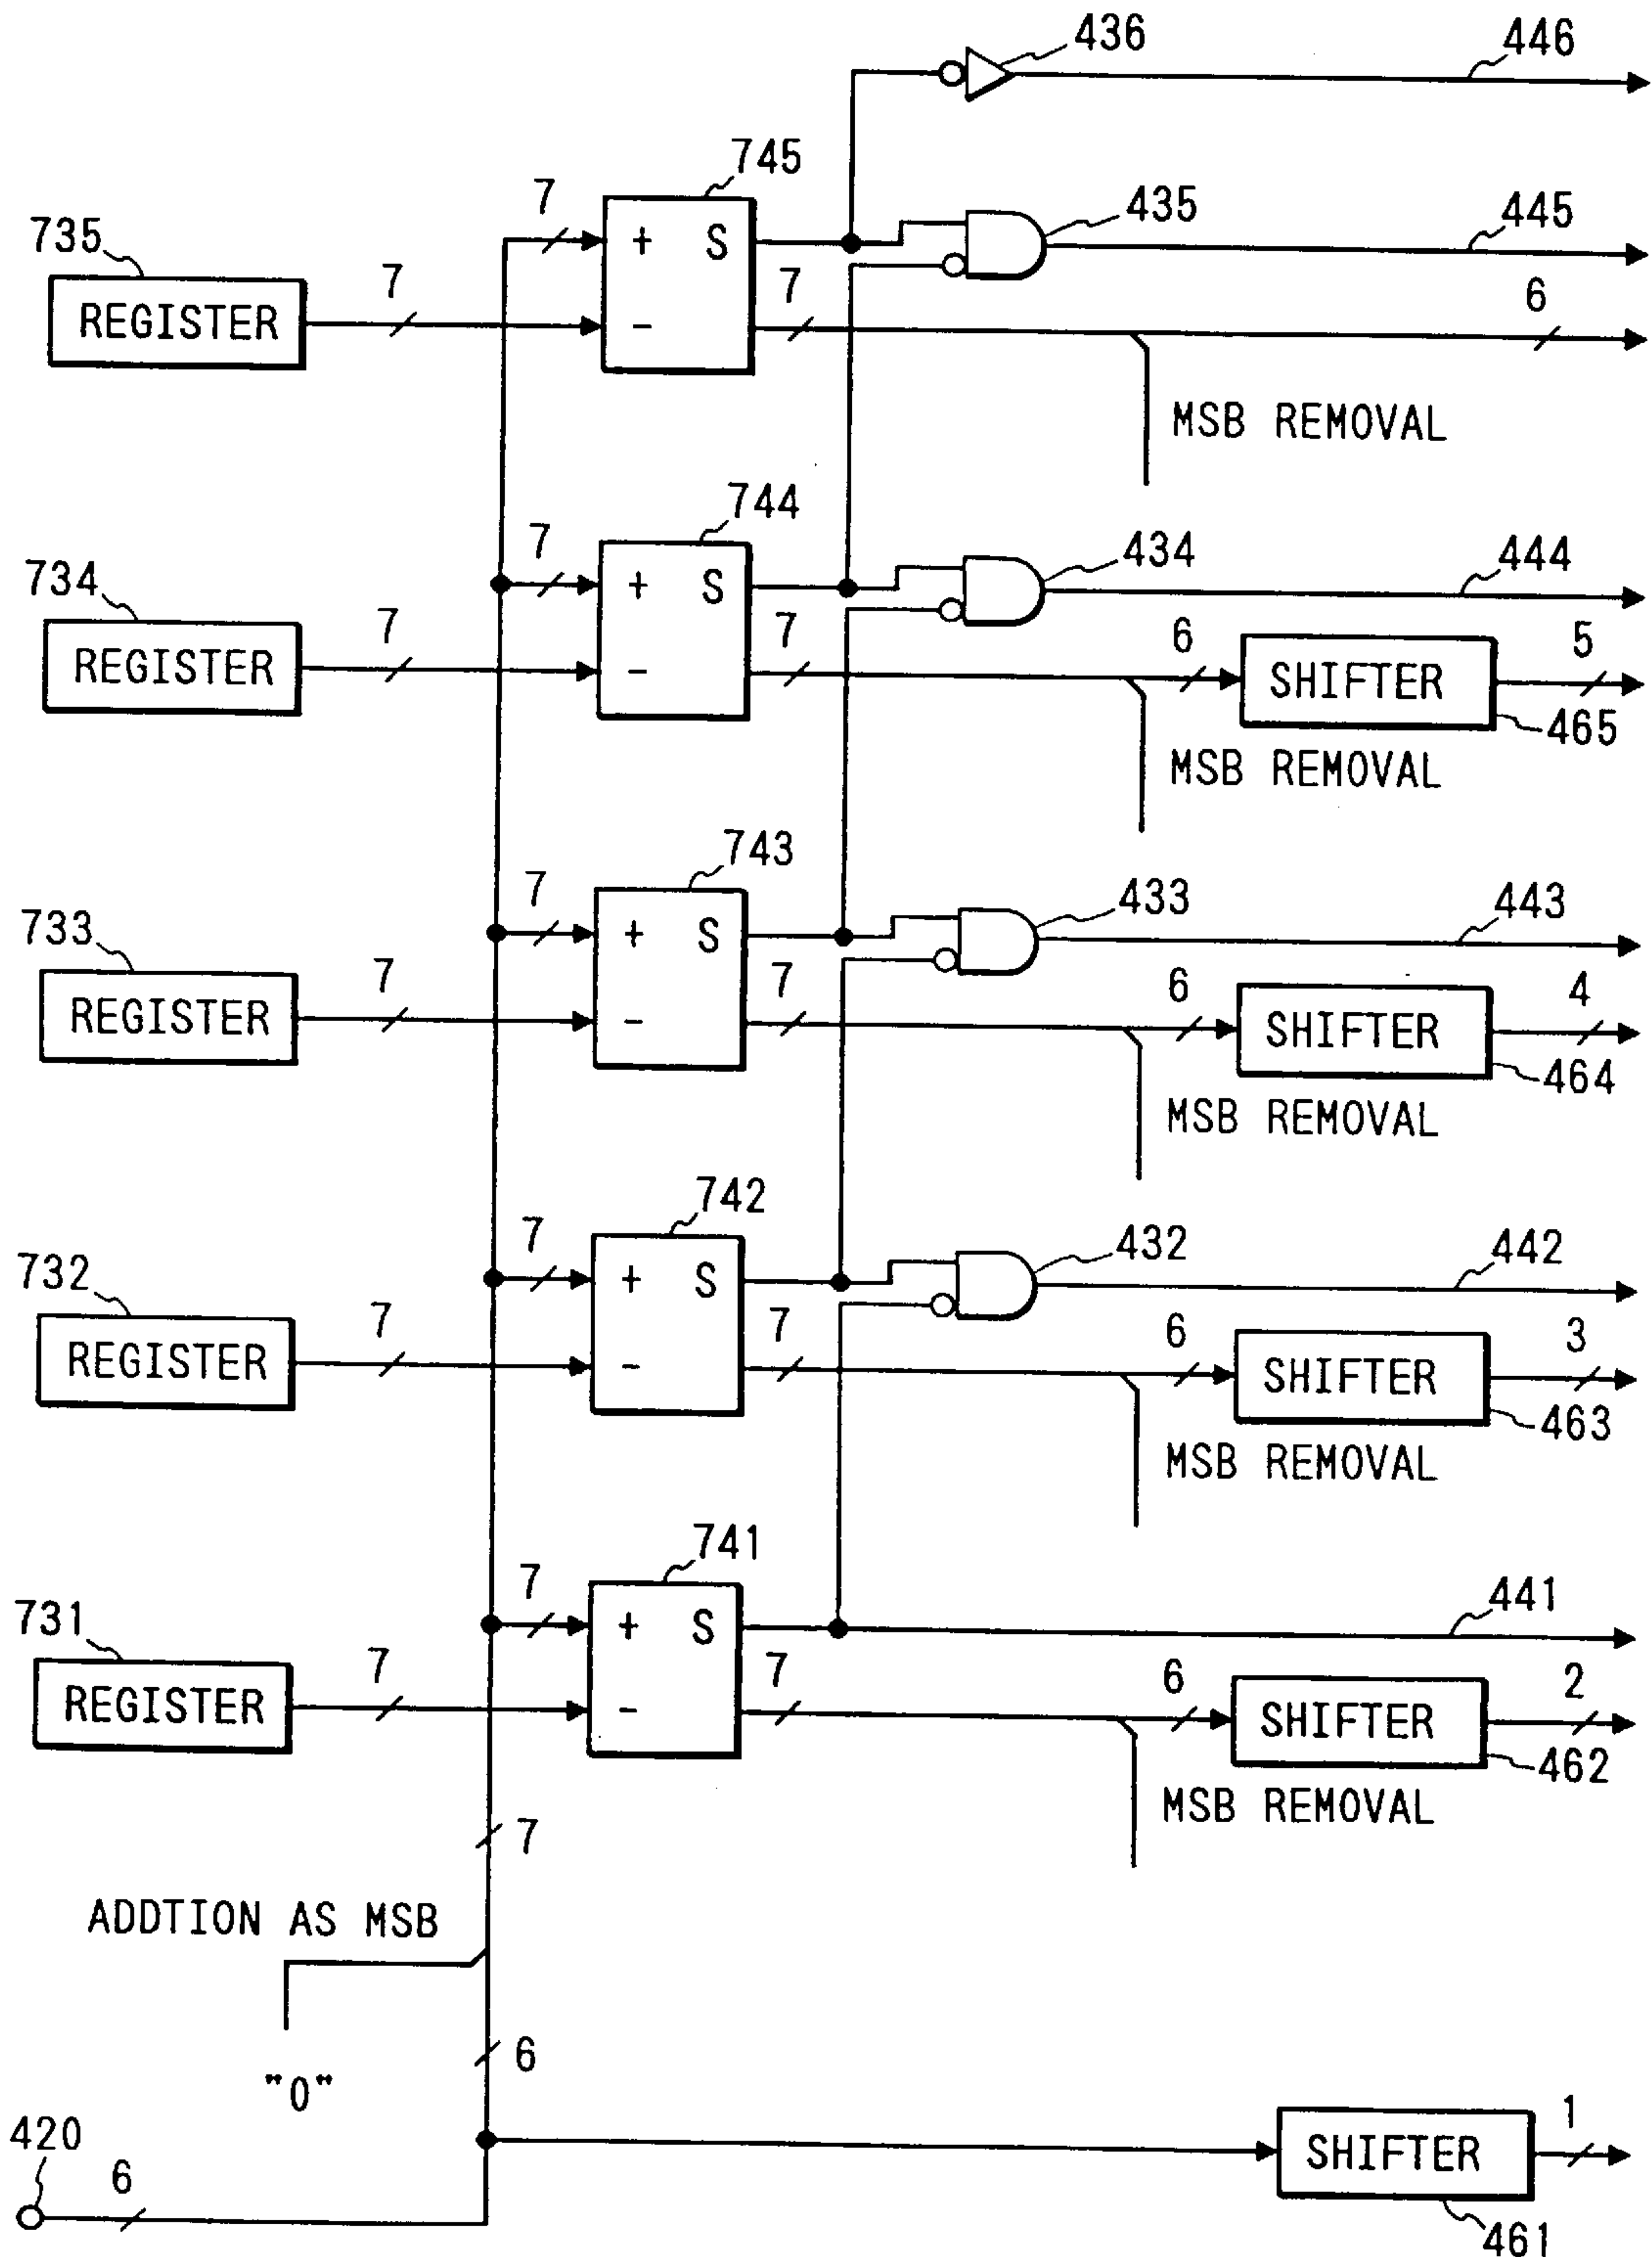 436
446
745
7
435
445
735
+ S
7
7
6
REGISTER
-
MSB REMOVAL
744
7
434
444
734
+ S
7
7
6
5
REGISTER
-
SHIFTER
465
MSB REMOVAL
743
7
433
443
733
+ S
7
7
6
4
REGISTER
-
SHIFTER
464
MSB REMOVAL
742
7
432
442
732
+ S
7
7
6
3
REGISTER
-
SHIFTER
463
MSB REMOVAL
741
7
441
731
+ S
7
7
6
2
REGISTER
-
SHIFTER
462
MSB REMOVAL
7
ADDTION AS MSB
6
"0"
420
1
6
SHIFTER
461